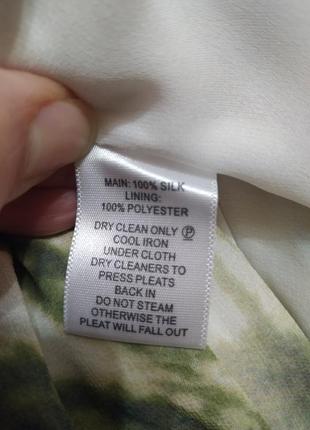 MAIN: 100% SILK
LINING:
100% POLYESTER
DRY CLEAN ONLY Ⓟ
COOL IRON
UNDER CLOTH
DRY CLEANERS TO
PRESS PLEATS
BACK IN
DO NOT STEAM
OTHERWISE THE
PLEAT WILL FALL OUT